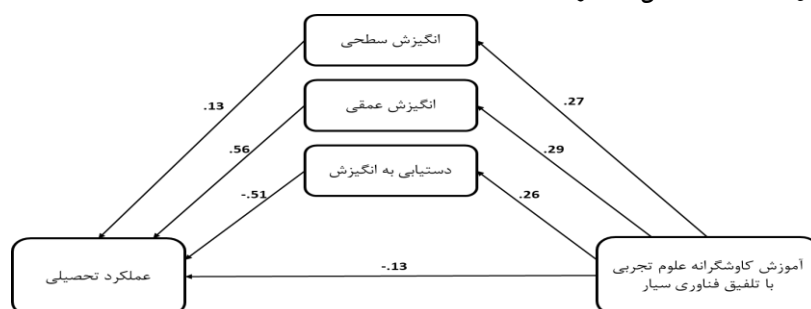 انگیزش سطحی
.13
.27
انگیزش عمقی
.56
.29
دستیابی به انگیزش
-.51
.26
آموزش کاوشگرانه علوم تجربی
با تلفیق فناوری سیار
عملکرد تحصیلی
-.13